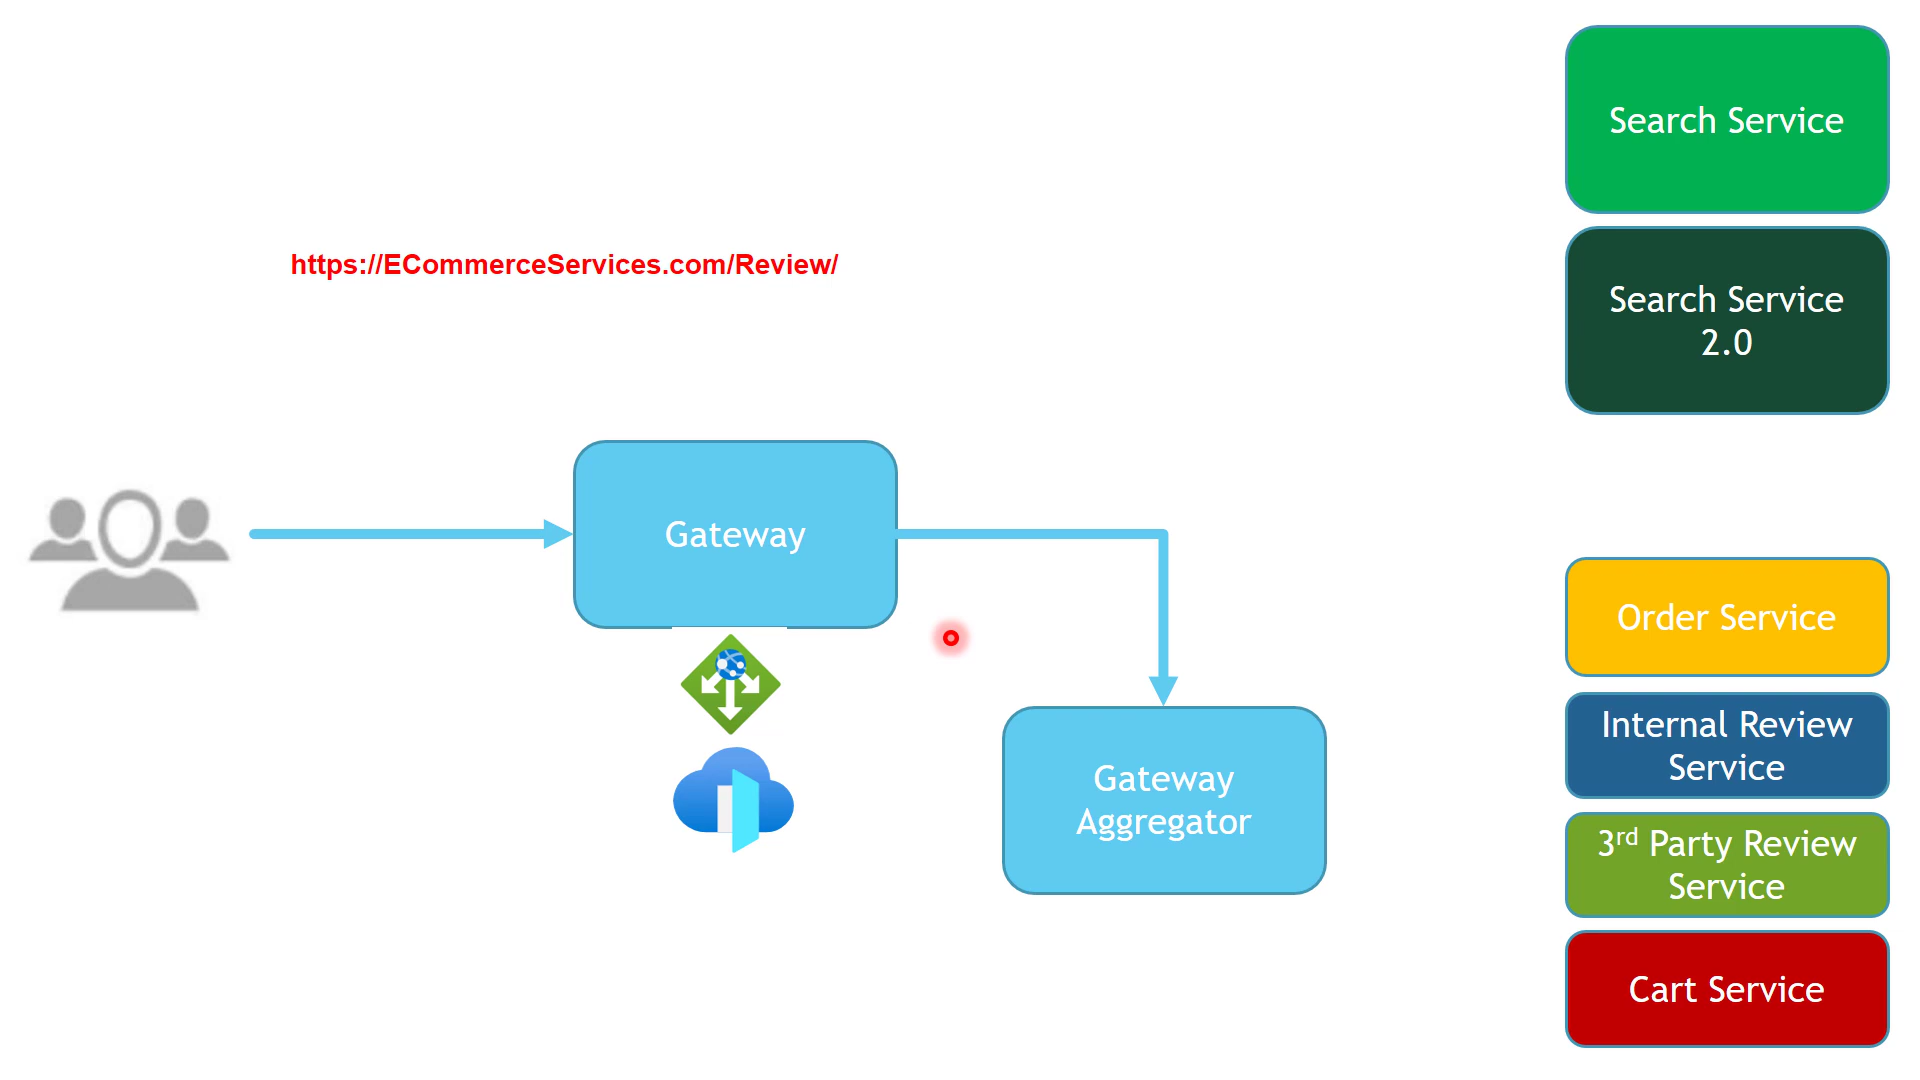 Search Service
https://ECommerceServices.com/Review/
Search Service
2.0
Gateway
Order Service
Internal Review
Service
Gateway
Aggregator
3rd Party Review
Service
Cart Service